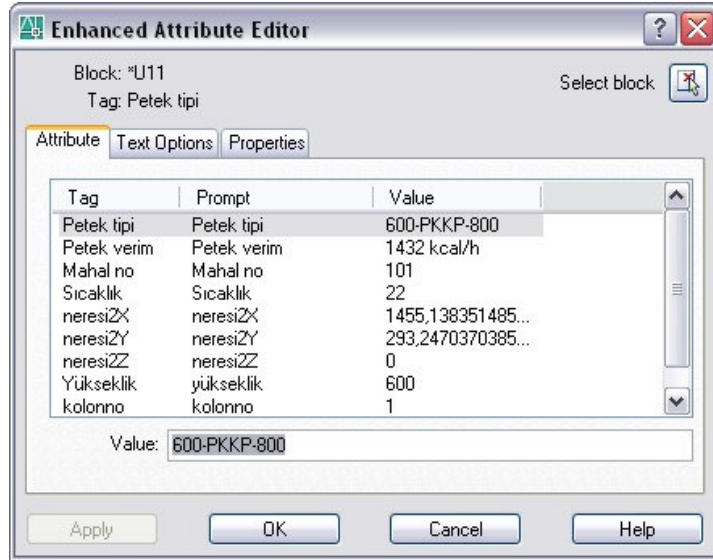 Enhanced Attribute Editor
Block: *U11
Tag: Petek tipi
Select block
Attribute Text Options Properties
Tag Prompt Value
Petek tipi Petek tipi 600-PKKP-800
Petek verim Petek verim 1432 kcal/h
Mahal no Mahal no 101
Sıcaklık Sıcaklık 22
neresi2X neresi2X 1455,138351485...
neresi2Y neresi2Y 293,2470370385...
neresi2Z neresi2Z 0
Yükseklik yükseklik 600
kolonno kolonno 1
Value: 600-PKKP-800
Apply OK Cancel Help